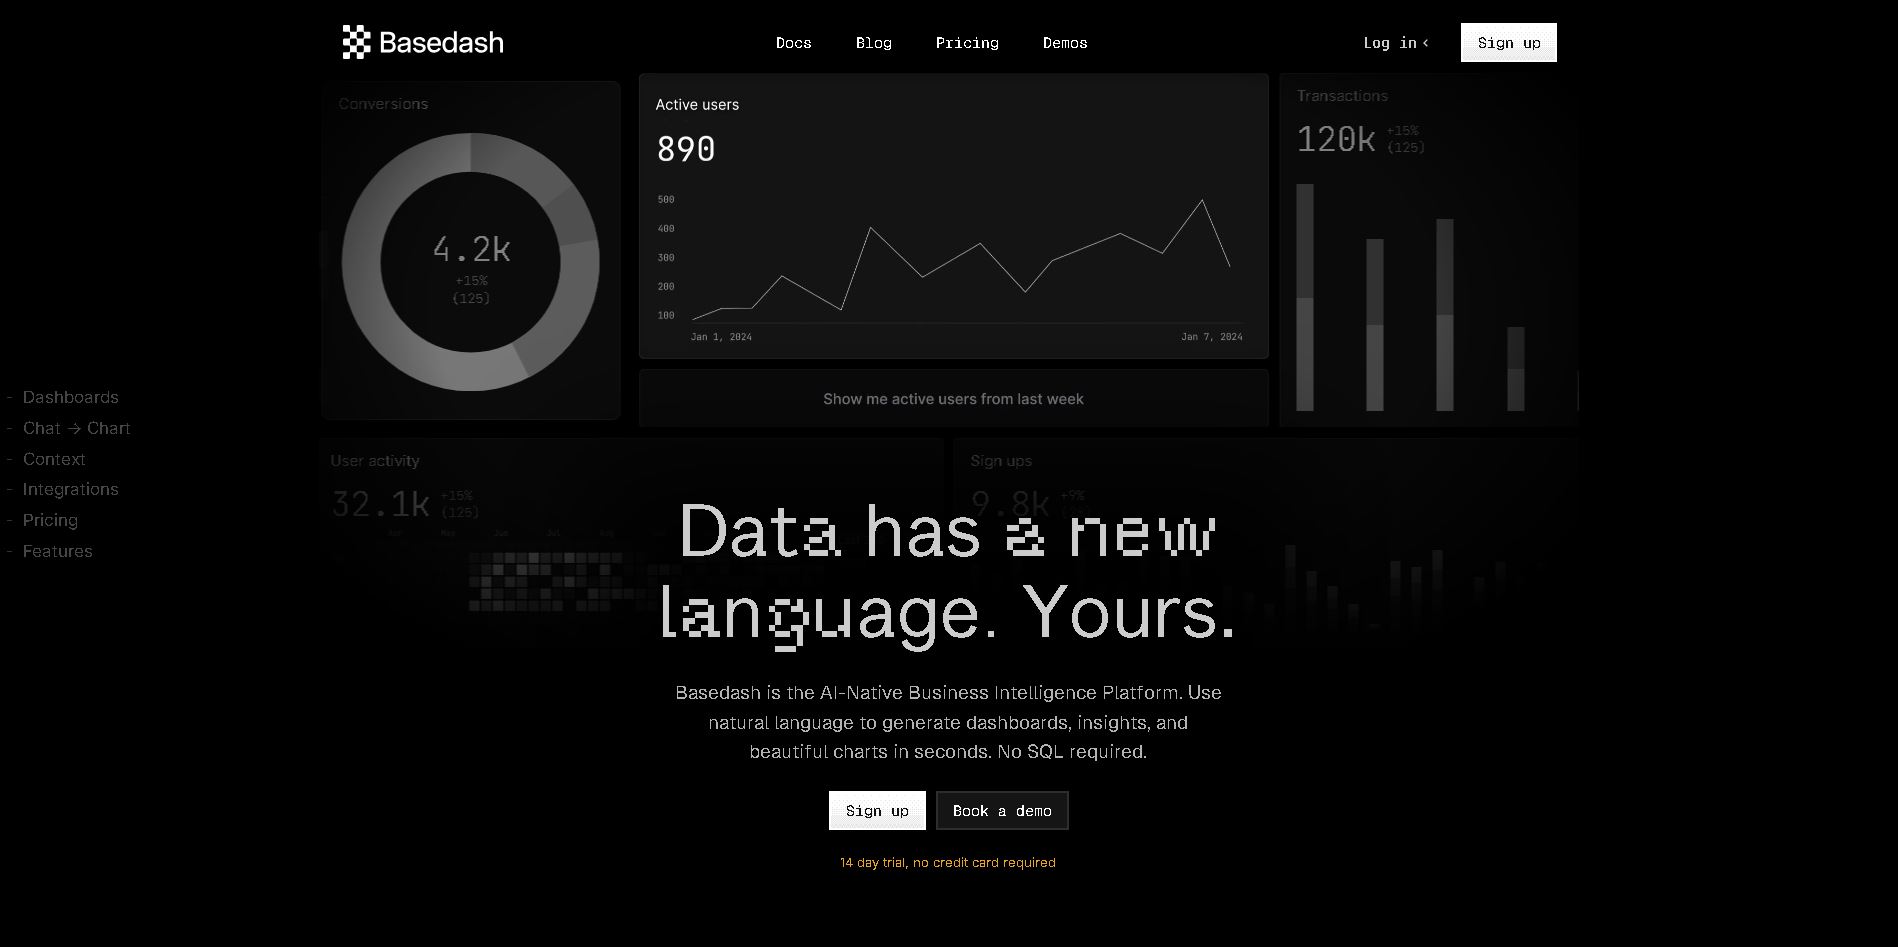 Basedash
Docs
Blog
Pricing
Demos
Log in ‹
Sign up
Conversions
4.2k
+15%
(125)
Active users
890
500
400
300
200
100
Jan 1, 2024
Jan 7, 2024
Show me active users from last week
Transactions
120k
+15%
(125)
- Dashboards
- Chat → Chart
- Context
- Integrations
- Pricing
- Features
User activity
32.1k
+15%
(125)
Apr
May
Jun
Jul
Aug
Sign ups
9.8k
+9%
Data has a new
language. Yours.
Basedash is the AI-Native Business Intelligence Platform. Use
natural language to generate dashboards, insights, and
beautiful charts in seconds. No SQL required.
Sign up
Book a demo
14 day trial, no credit card required